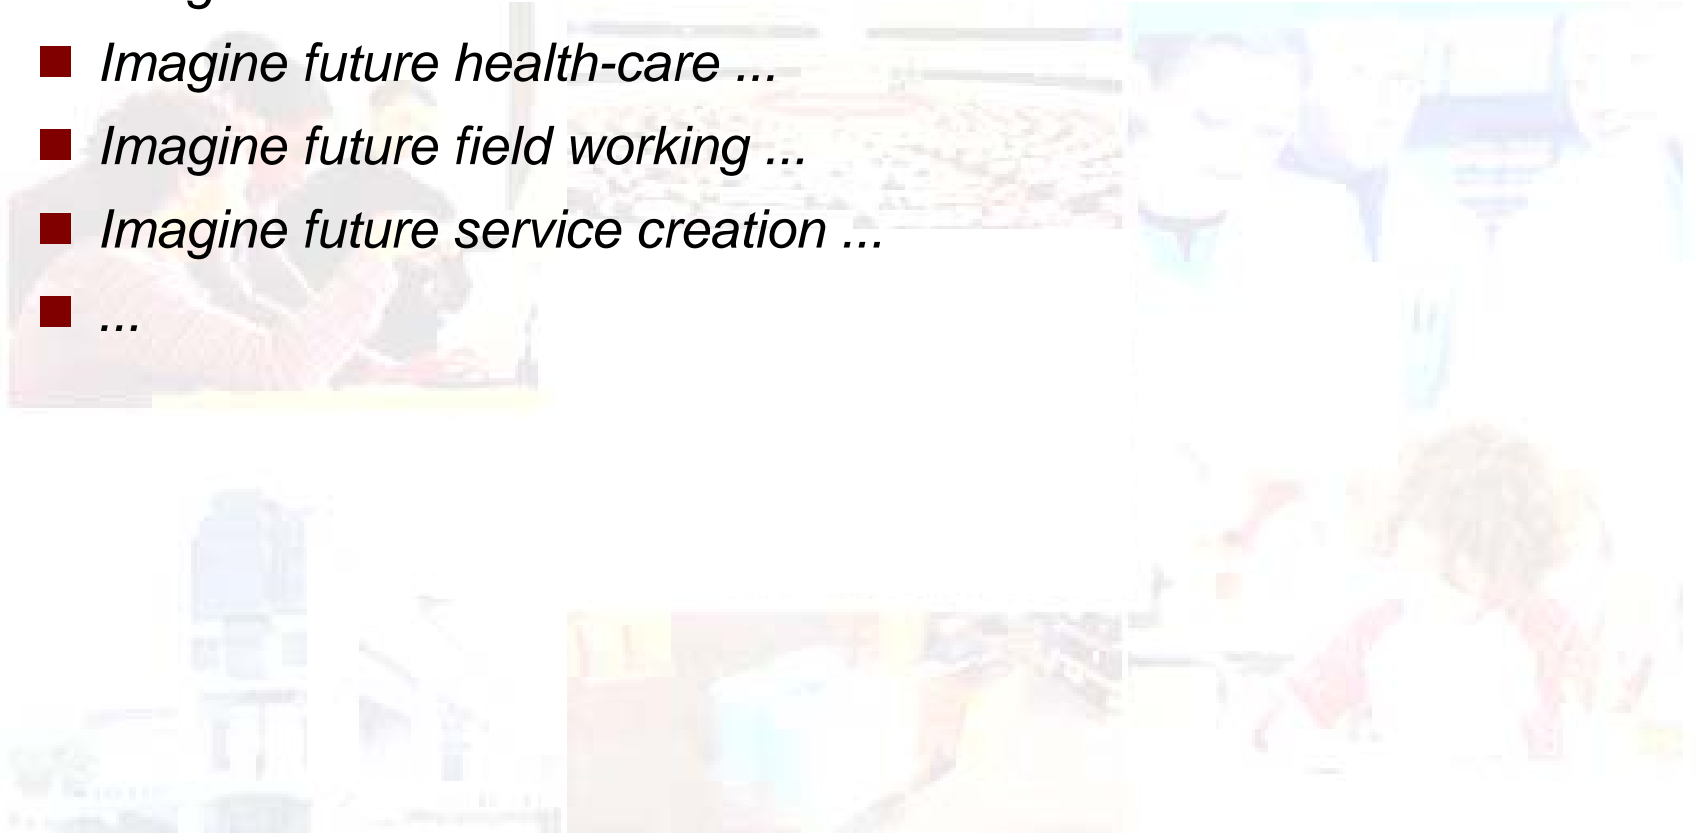 Imagine future health-care ...
Imagine future field working ...
Imagine future service creation ...
...